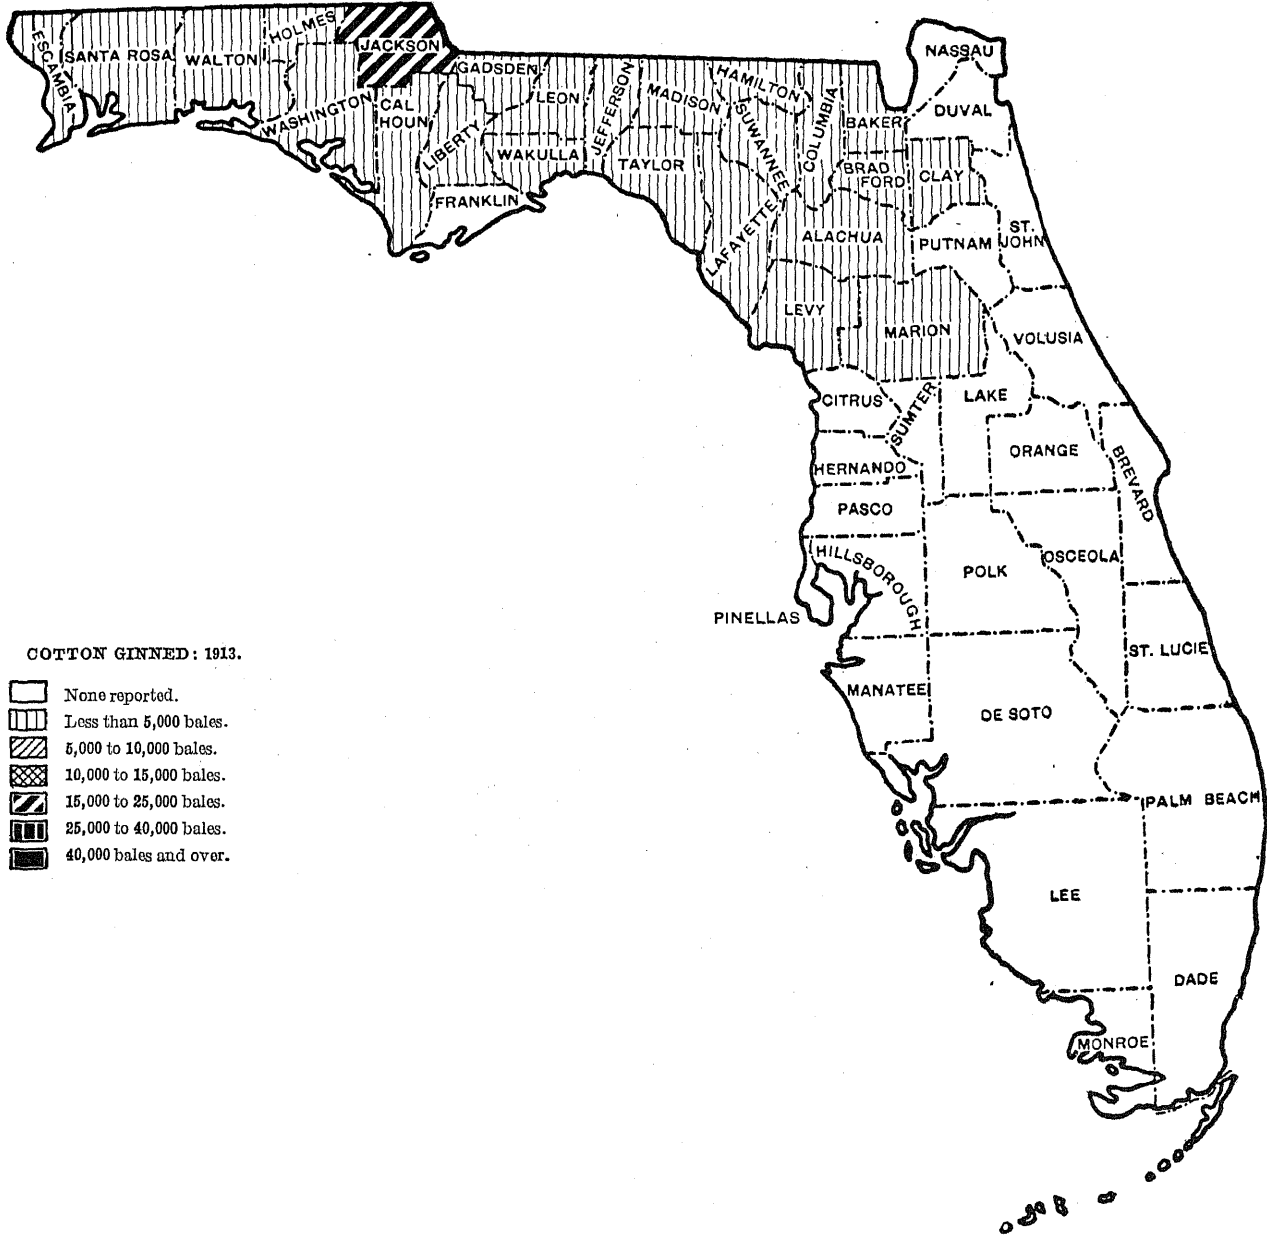 NASSAU
HOLMES
ESCAMBIA
SANTA ROSA
WALTON
JACKSON
WASHINGTON
CAL
HOUN
GADSDEN
LIBERTY
LEON
WAKULLA
FRANKLIN
JEFFERSON
MADISON
TAYLOR
HAMILTON
SUWANNEE
LAFAYETTE
COLUMBIA
BAKER
BRAD
FORD
DUVAL
CLAY
ALACHUA
PUTNAM
ST.
JOHN
LEVY
MARION
VOLUSIA
CITRUS
SUMTER
LAKE
ORANGE
BREVARD
HERNANDO
PASCO
HILLSBOROUGH
POLK
OSCEOLA
PINELLAS
ST. LUCIE
MANATEE
DE SOTO
PALM BEACH
LEE
DADE
MONROE
COTTON GINNED: 1913.
None reported.
Less than 5,000 bales.
5,000 to 10,000 bales.
10,000 to 15,000 bales.
15,000 to 25,000 bales.
25,000 to 40,000 bales.
40,000 bales and over.